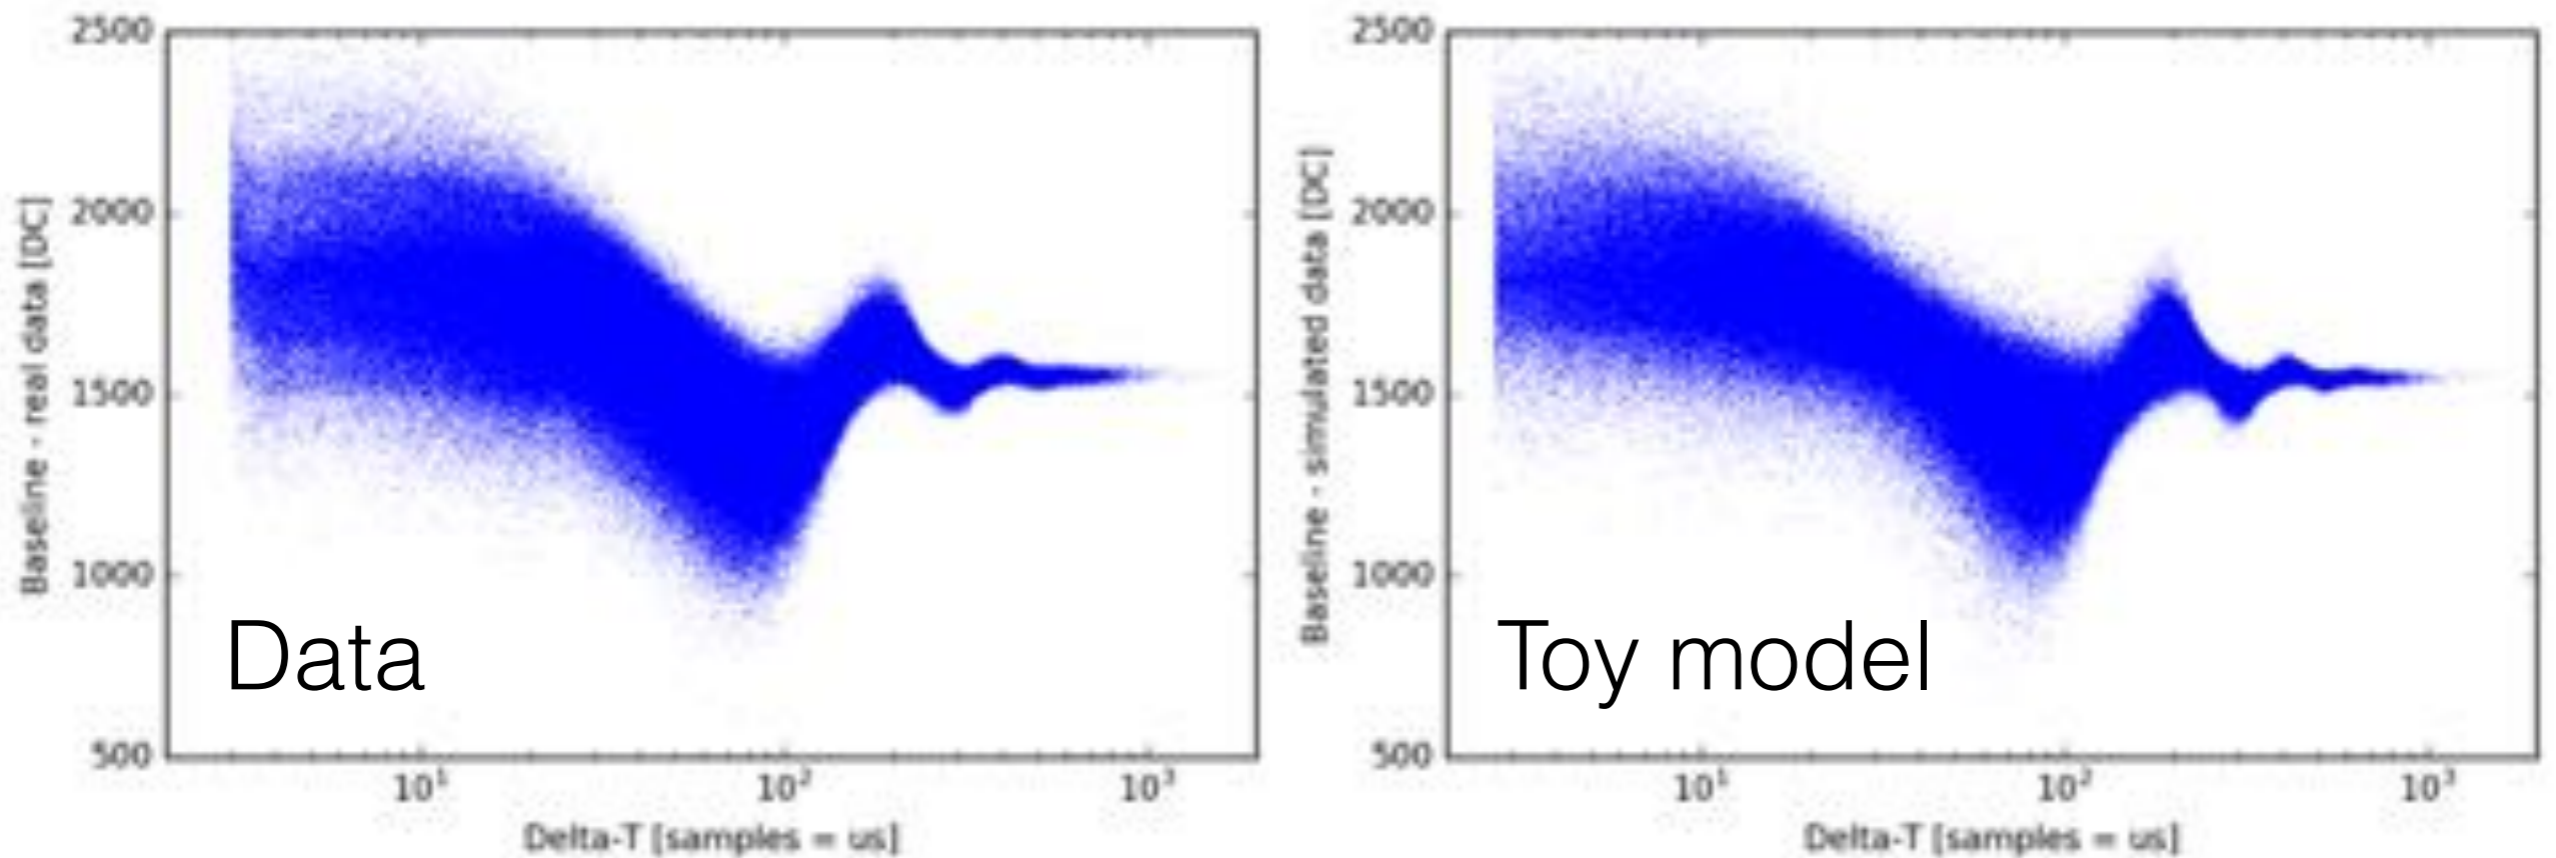 Baseline - real data [DC]
2500
2000
1500
1000
500
Data
10¹
10²
10³
Delta-T [samples = us]
Baseline - simulated data [DC]
2500
2000
1500
1000
500
Toy model
10¹
10²
10³
Delta-T [samples = us]